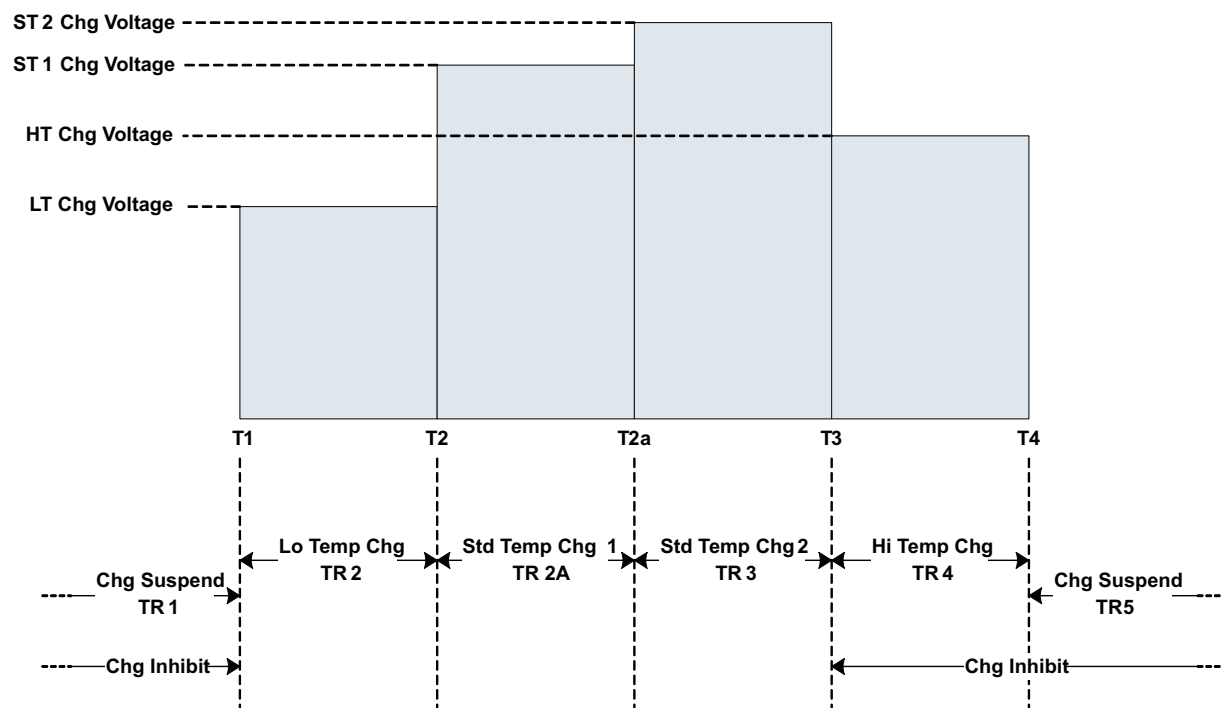 ST 2 Chg Voltage
ST 1 Chg Voltage
HT Chg Voltage
LT Chg Voltage
T1
T2
T2a
T3
T4
Lo Temp Chg
TR 2
Std Temp Chg 1
TR 2A
Std Temp Chg 2
TR 3
Hi Temp Chg
TR 4
Chg Suspend
TR 1
Chg Suspend
TR5
Chg Inhibit
Chg Inhibit